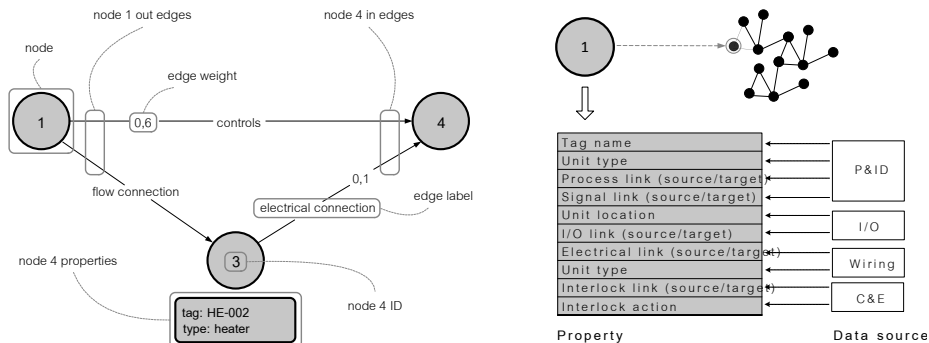 node 1 out edges
node 4 in edges
node
edge weight
1
0,6
controls
4
flow connection
0,1
electrical connection
edge label
3
node 4 properties
node 4 ID
tag: HE-002
type: heater
1
Tag name
Unit type
Process link (source/target)
Signal link (source/target)
Unit location
I/O link (source/target)
Electrical link (source/target)
Unit type
Interlock link (source/target)
Interlock action
P&ID
I/O
Wiring
C&E
Property
Data source